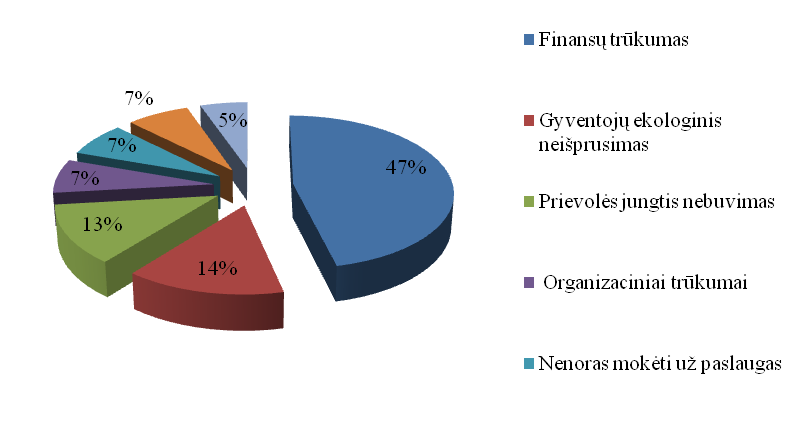 Finansų trūkumas
7%
5%
Gyventojų ekologinis
neišprusimas
7%
47%
7%
Prievolės jungtis nebuvimas
13%
14%
Organizaciniai trūkumai
Nenoras mokėti už paslaugas